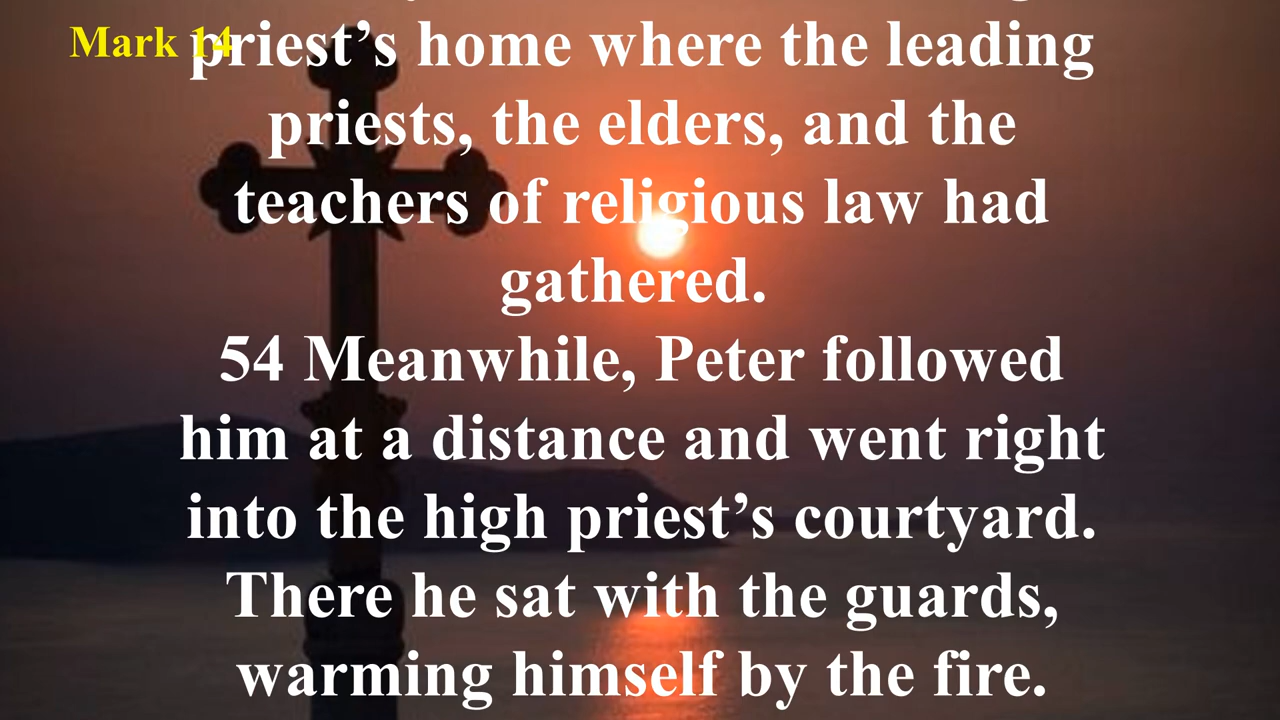 Mark 14
priest’s home where the leading
priests, the elders, and the
teachers of religious law had
gathered.
54 Meanwhile, Peter followed
him at a distance and went right
into the high priest’s courtyard.
There he sat with the guards,
warming himself by the fire.